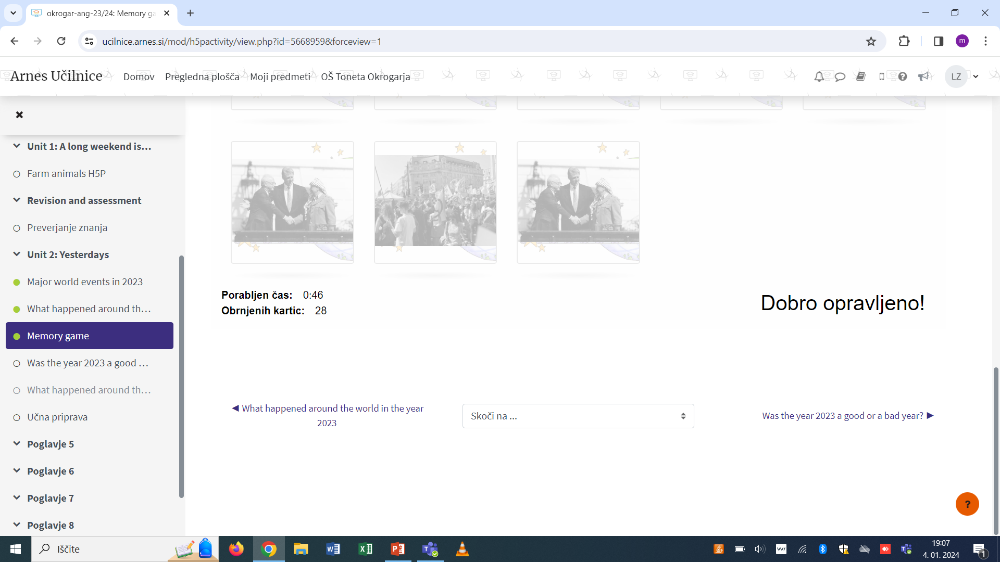 okrogar-ang-23/24: Memory ga
ucilnice.arnes.si/mod/h5pactivity/view.php?id=5668959&forceview=1
m
Arnes Učilnice
Domov
Pregledna plošča
Moji predmeti
OŠ Toneta Okrogarja
LZ
Unit 1: A long weekend is...
Farm animals H5P
Revision and assessment
Preverjanje znanja
Unit 2: Yesterdays
Major world events in 2023
What happened around th...
Memory game
Was the year 2023 a good ...
What happened around th...
Učna priprava
Poglavje 5
Poglavje 6
Poglavje 7
Poglavje 8
Porabljen čas: 0:46
Obrnjenih kartic: 28
Dobro opravljeno!
◄ What happened around the world in the year
2023
Skoči na ...
Was the year 2023 a good or a bad year? ►
?
Iščite
19:07
4. 01. 2024
1